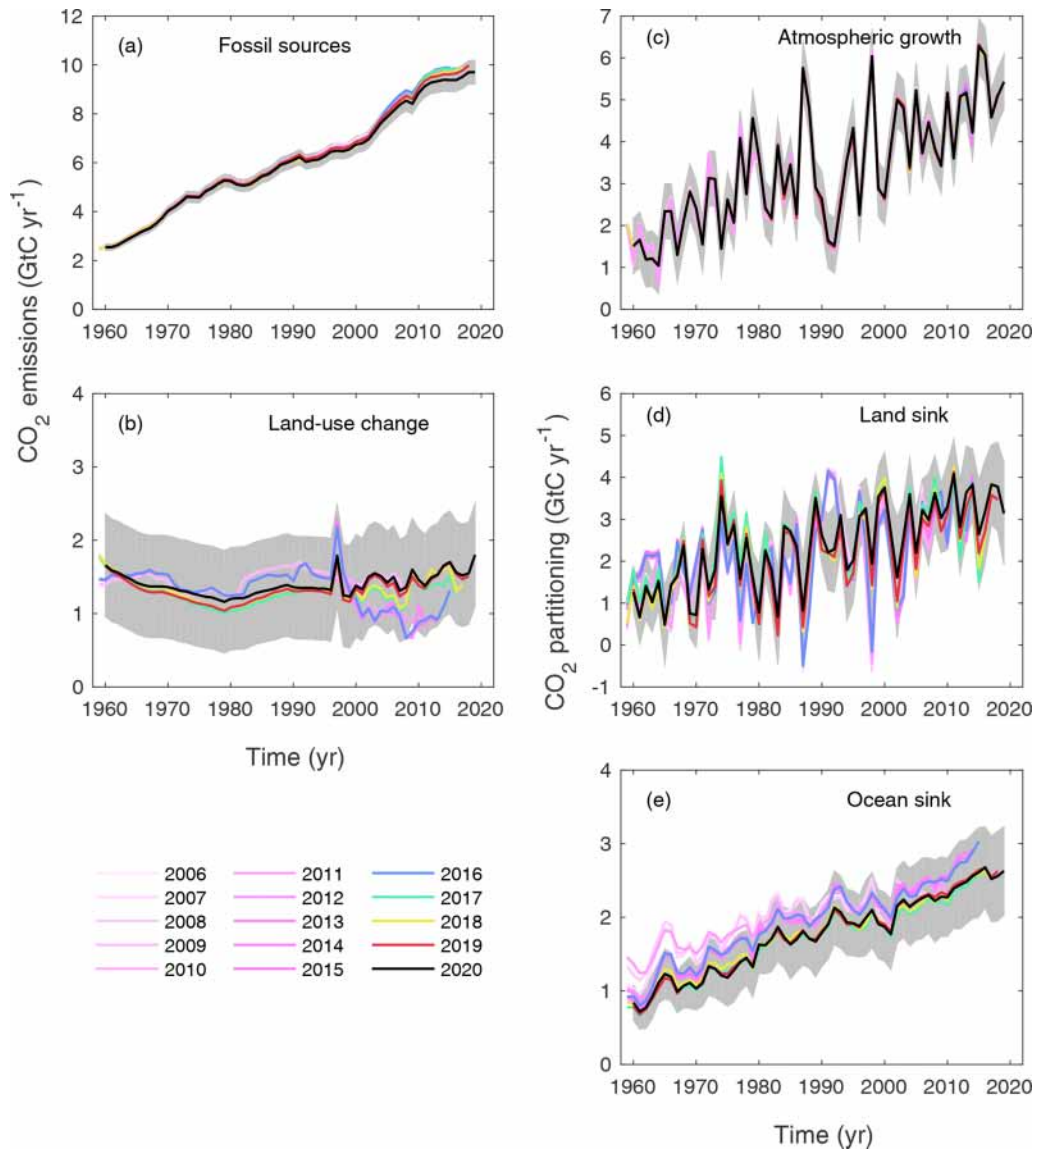 (a) Fossil sources
12
10
8
6
4
2
0
1960 1970 1980 1990 2000 2010 2020
(c) Atmospheric growth
7
6
5
4
3
2
1
0
1960 1970 1980 1990 2000 2010 2020
CO2 emissions (GtC yr-1)
(b) Land-use change
4
3
2
1
0
1960 1970 1980 1990 2000 2010 2020
Time (yr)
CO2 partitioning (GtC yr-1)
(d) Land sink
6
5
4
3
2
1
0
-1
1960 1970 1980 1990 2000 2010 2020
(e) Ocean sink
4
3
2
1
0
1960 1970 1980 1990 2000 2010 2020
Time (yr)
2006 2011 2016
2007 2012 2017
2008 2013 2018
2009 2014 2019
2010 2015 2020